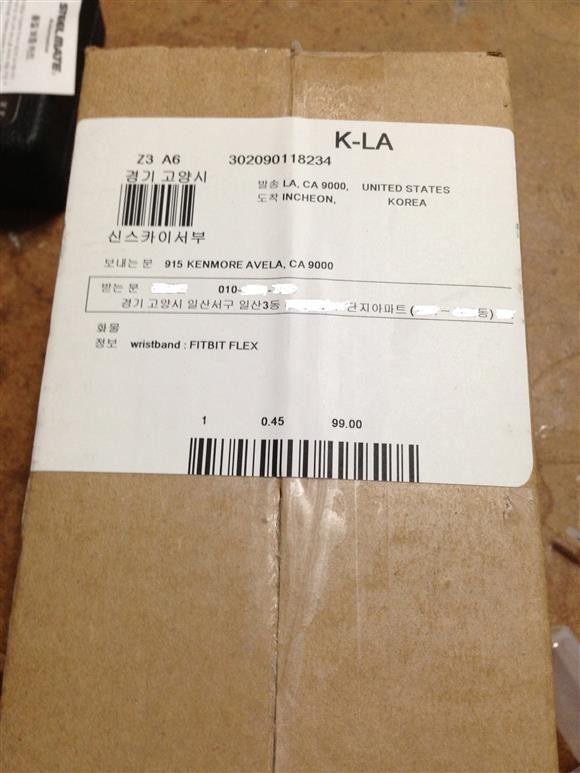 STEELMATE
K-LA
Z3 A6 302090118234
경기 고양시
발송 LA, CA 9000, UNITED STATES
도착 INCHEON, KOREA
신스카이서부
보내는 분 915 KENMORE AVELA, CA 9000
받는 분 010-
경기 고양시 일산서구 일산3동 단지아파트 ( ~ 동)
화물
정보 wristband : FITBIT FLEX
1 0.45 99.00